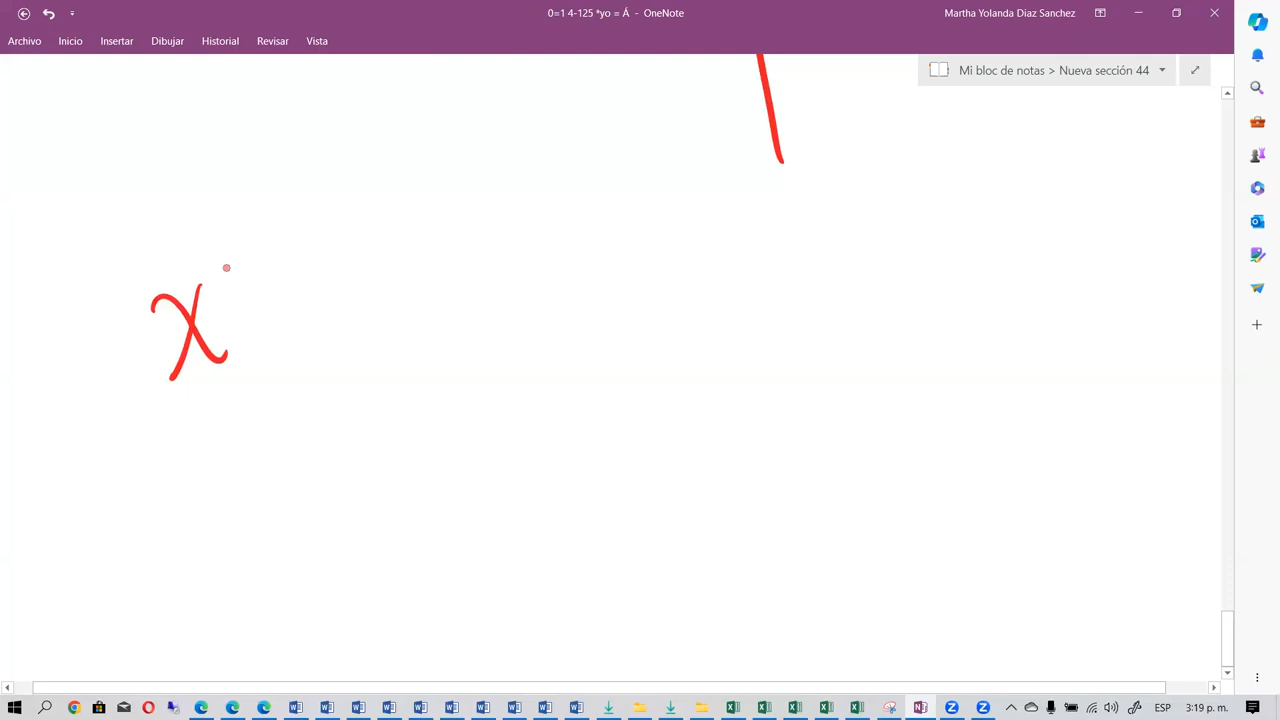 0=1 4-125 *yo = Á - OneNote
Martha Yolanda Diaz Sanchez
Archivo Inicio Insertar Dibujar Historial Revisar Vista
Mi bloc de notas > Nueva sección 44
x
ESP 3:19 p. m.